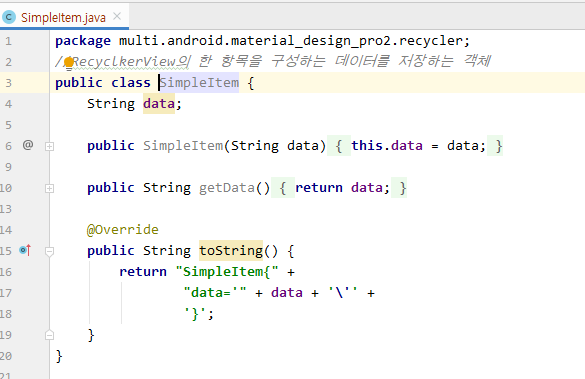 SimpleItem.java
1 package multi.android.material_design_pro2.recycler;
2 //RecyclkerView의 한 항목을 구성하는 데이터를 저장하는 객체
3 public class SimpleItem {
4 String data;
5
6 public SimpleItem(String data) { this.data = data; }
9
10 public String getData() { return data; }
13
14 @Override
15 public String toString() {
16 return "SimpleItem{" +
17 "data='" + data + '\'' +
18 '}';
19 }
20 }
21